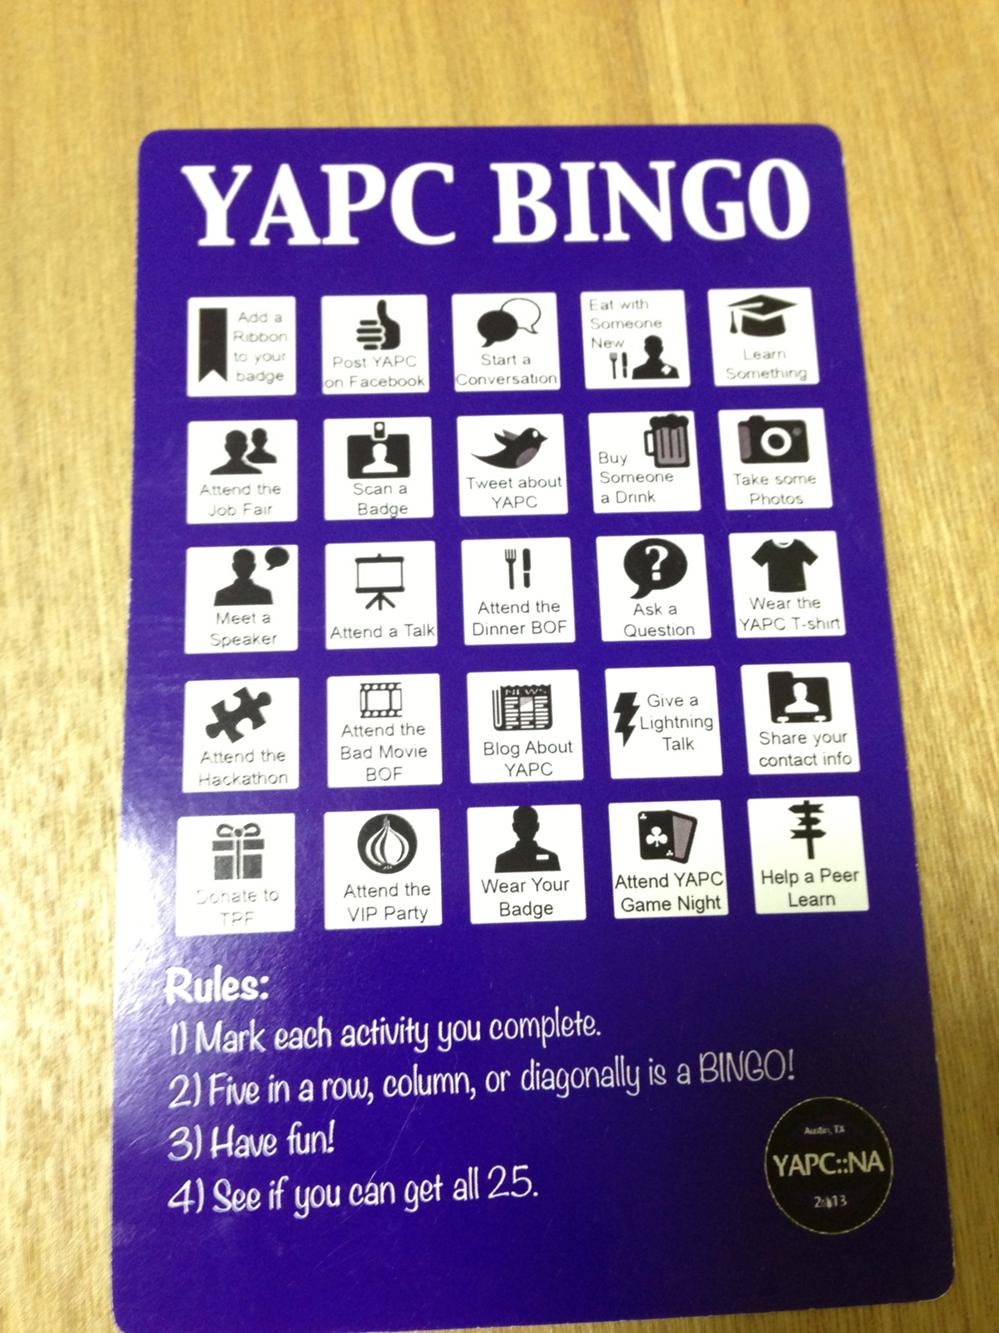 YAPC BINGO
Add a
Ribbon
to your
badge
Post YAPC
on Facebook
Start a
Conversation
Eat with
Someone
New
Learn
Something
Attend the
Job Fair
Scan a
Badge
Tweet about
YAPC
Buy
Someone
a Drink
Take some
Photos
Meet a
Speaker
Attend a Talk
Attend the
Dinner BOF
?
Ask a
Question
Wear the
YAPC T-shirt
Attend the
Hackathon
Attend the
Bad Movie
BOF
NEWS
Blog About
YAPC
Give a
Lightning
Talk
Share your
contact info
Donate to
TPF
Attend the
VIP Party
Wear Your
Badge
Attend YAPC
Game Night
Help a Peer
Learn
Rules:
1) Mark each activity you complete.
2) Five in a row, column, or diagonally is a BINGO!
3) Have fun!
4) See if you can get all 25.
Austin, TX
YAPC::NA
2013